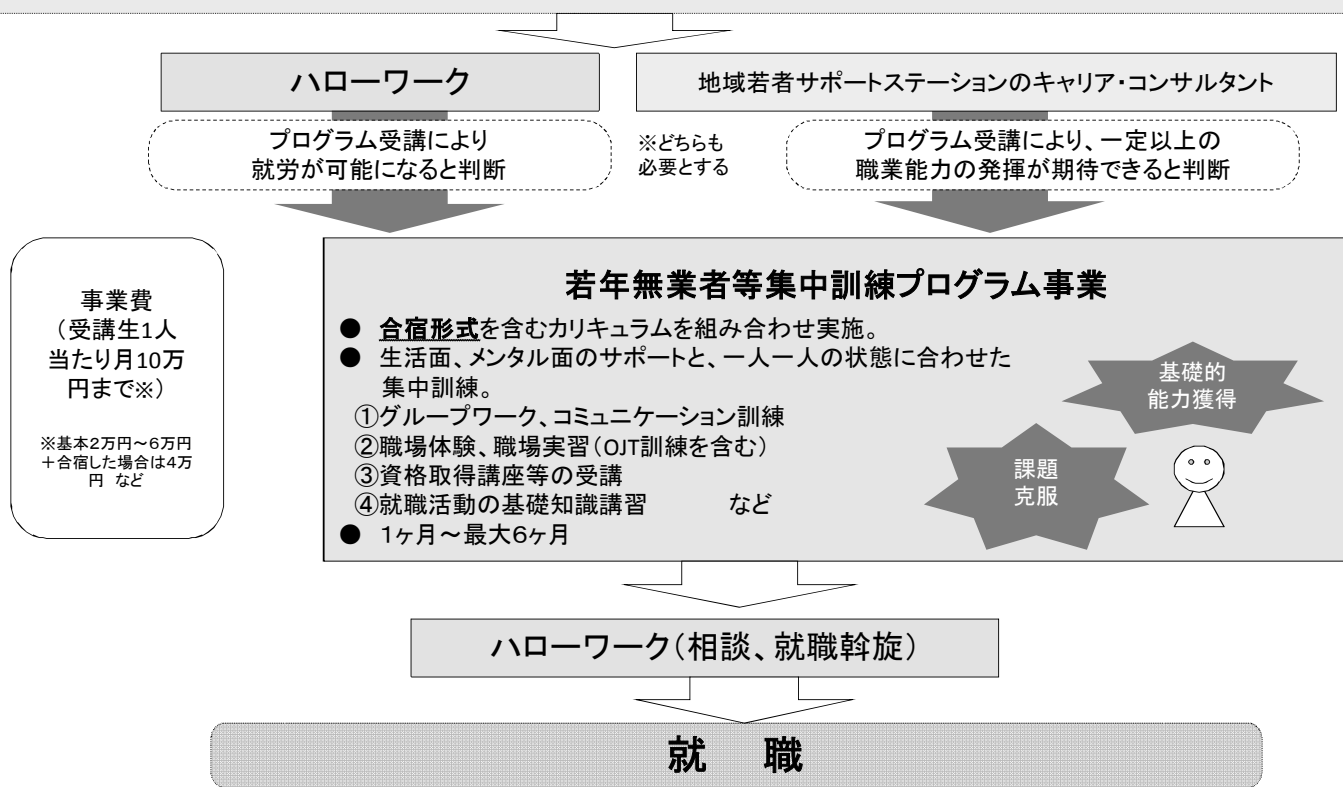 ハローワーク
地域若者サポートステーションのキャリア・コンサルタント
プログラム受講により
就労が可能になると判断
※どちらも
必要とする
プログラム受講により、一定以上の
職業能力の発揮が期待できると判断
事業費
（受講生1人
当たり月10万
円まで※）
※基本2万円～6万円
＋合宿した場合は4万
円 など
若年無業者等集中訓練プログラム事業
● 合宿形式を含むカリキュラムを組み合わせ実施。
● 生活面、メンタル面のサポートと、一人一人の状態に合わせた
集中訓練。
①グループワーク、コミュニケーション訓練
②職場体験、職場実習（OJT訓練を含む）
③資格取得講座等の受講
④就職活動の基礎知識講習 など
● 1ヶ月～最大6ヶ月
基礎的
能力獲得
課題
克服
ハローワーク（相談、就職斡旋）
就 職